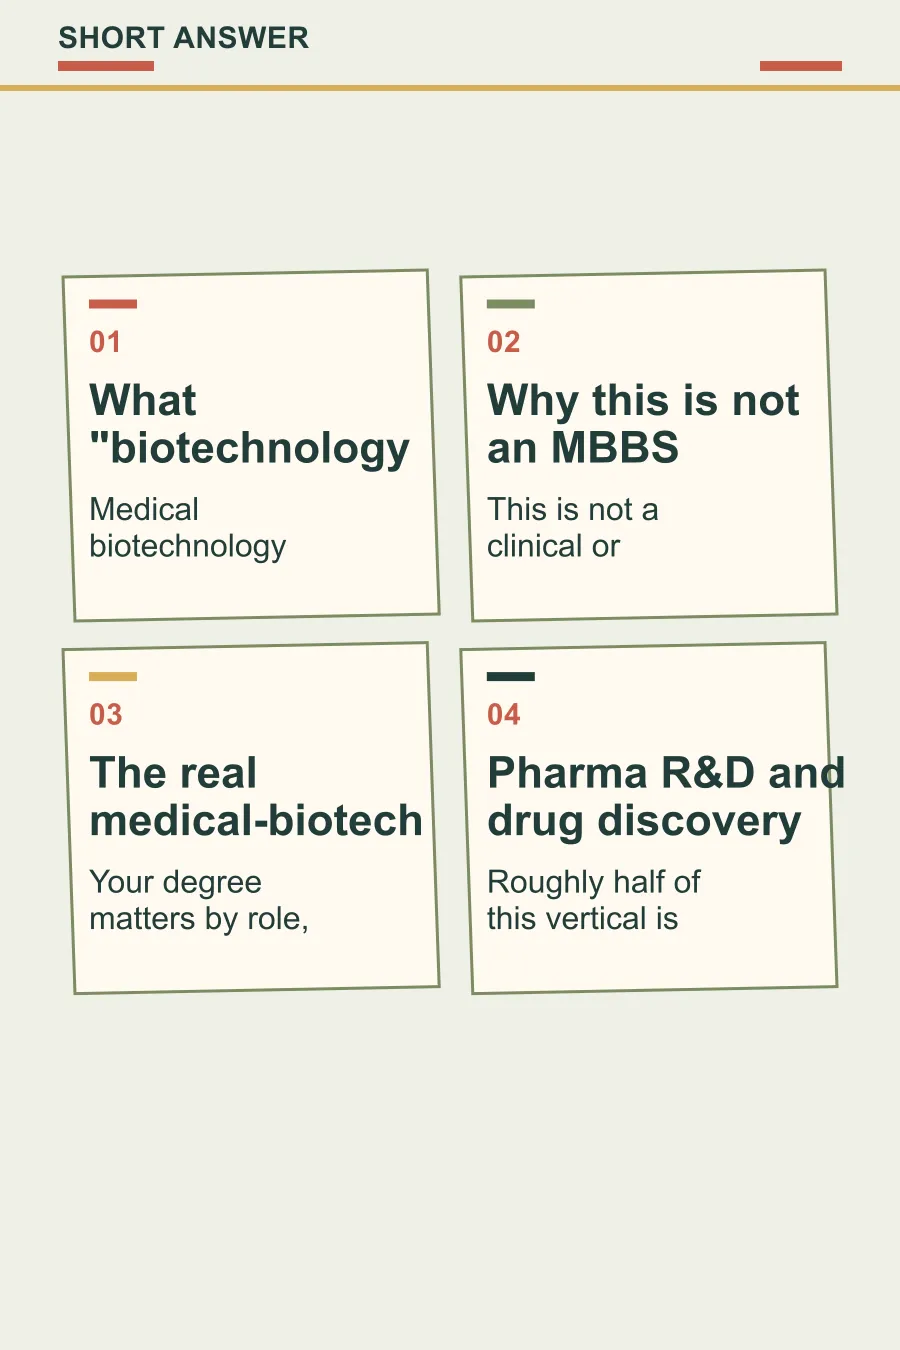 SHORT ANSWER
01
What
"biotechnology
Medical
biotechnology
02
Why this is not
an MBBS
This is not a
clinical or
03
The real
medical-biotech
Your degree
matters by role,
04
Pharma R&D and
drug discovery
Roughly half of
this vertical is